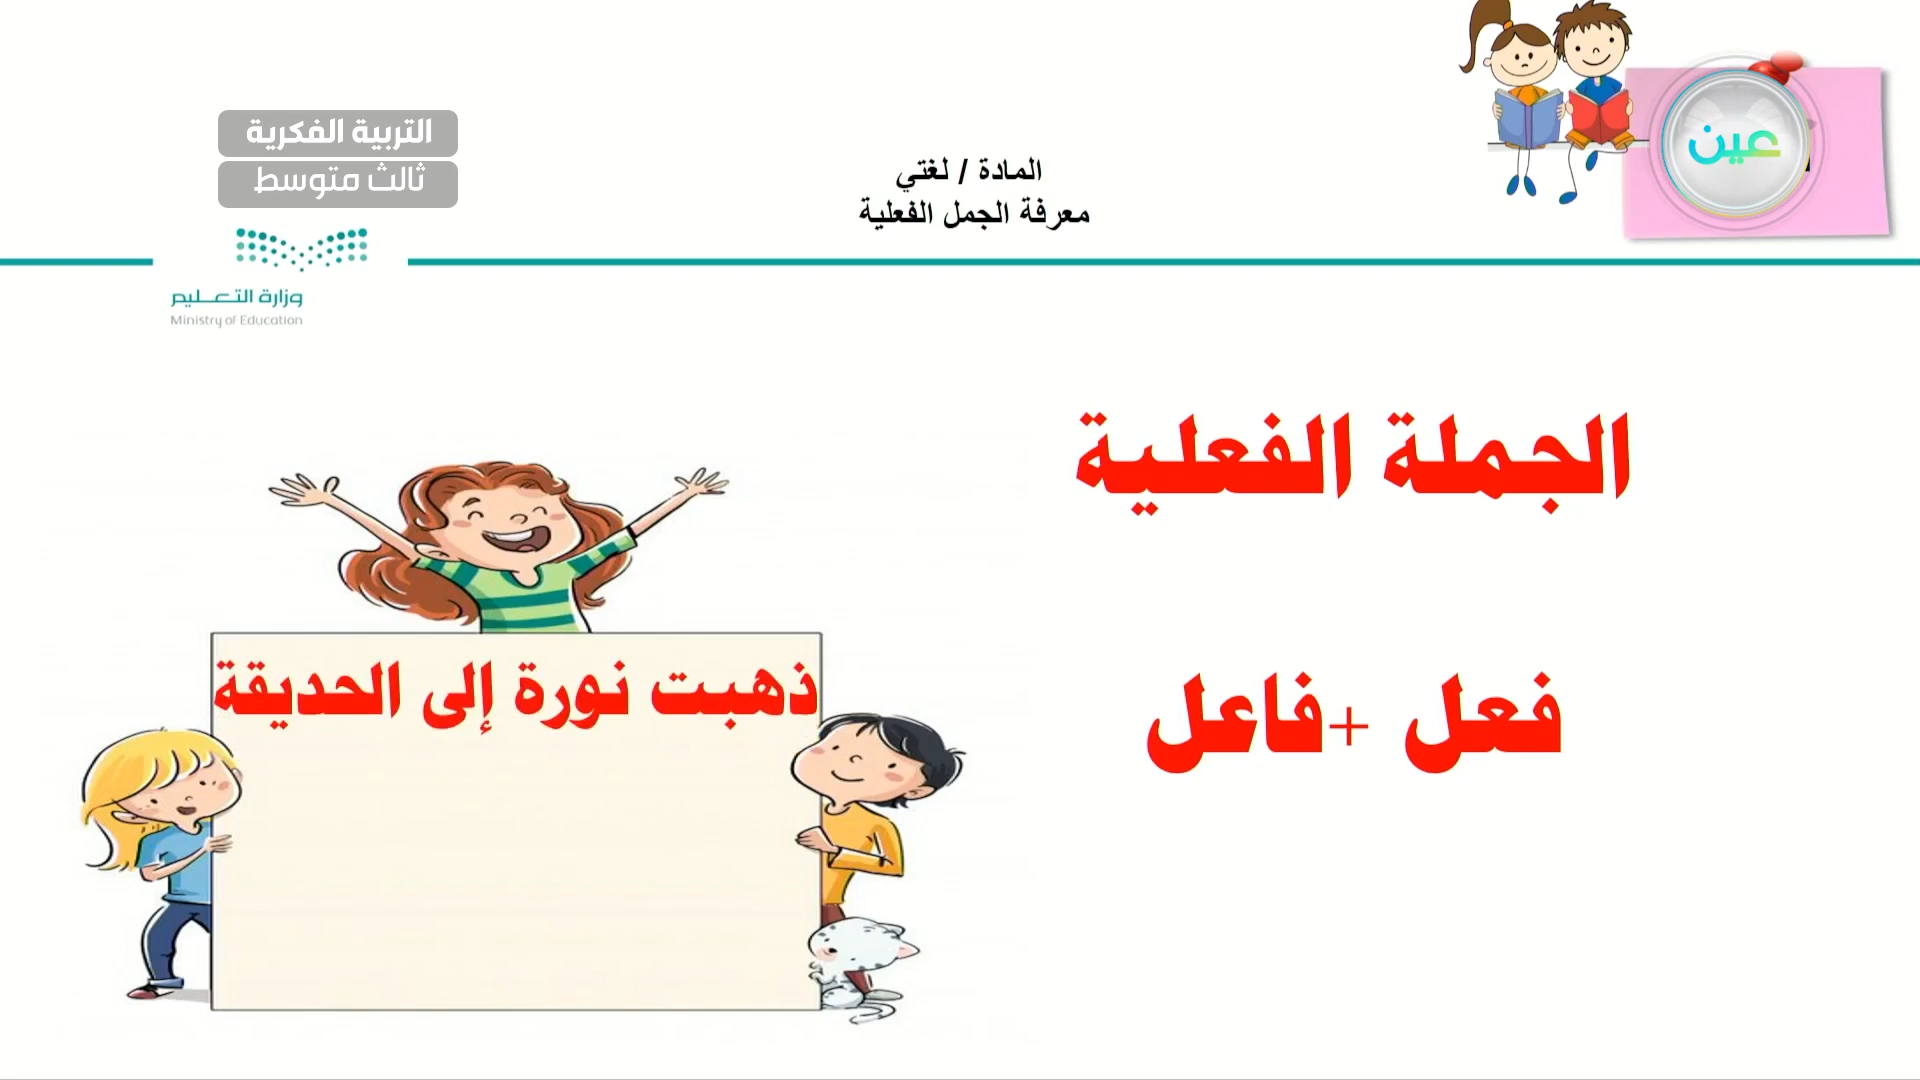 عين
التربية الفكرية
ثالث متوسط
المادة / لغتي
معرفة الجمل الفعلية
وزارة التعليم
Ministry of Education
الجملة الفعلية
فعل +فاعل
ذهبت نورة إلى الحديقة